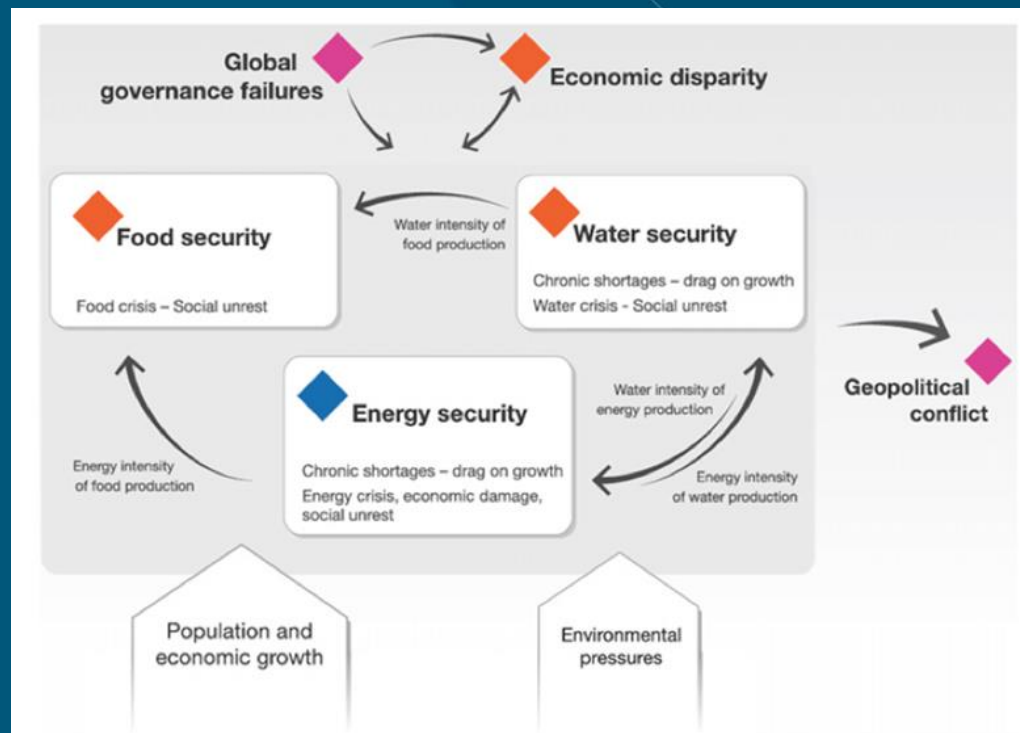 Global
governance failures
Economic disparity
Food security
Food crisis – Social unrest
Water intensity of
food production
Water security
Chronic shortages – drag on growth
Water crisis - Social unrest
Geopolitical
conflict
Energy security
Chronic shortages – drag on growth
Energy crisis, economic damage,
social unrest
Water intensity of
energy production
Energy intensity
of food production
Energy intensity
of water production
Population and
economic growth
Environmental
pressures